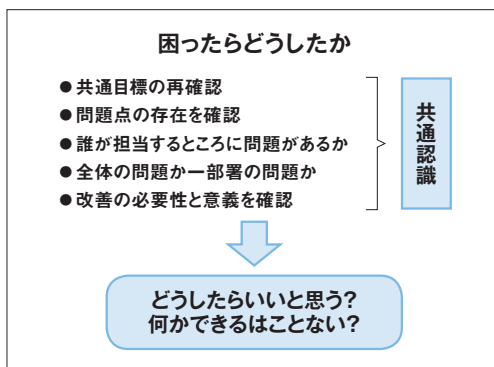 困ったらどうしたか
●共通目標の再確認
●問題点の存在を確認
●誰が担当するところに問題があるか
●全体の問題か一部署の問題か
●改善の必要性と意義を確認
共通認識
どうしたらいいと思う?
何かできるはことない?